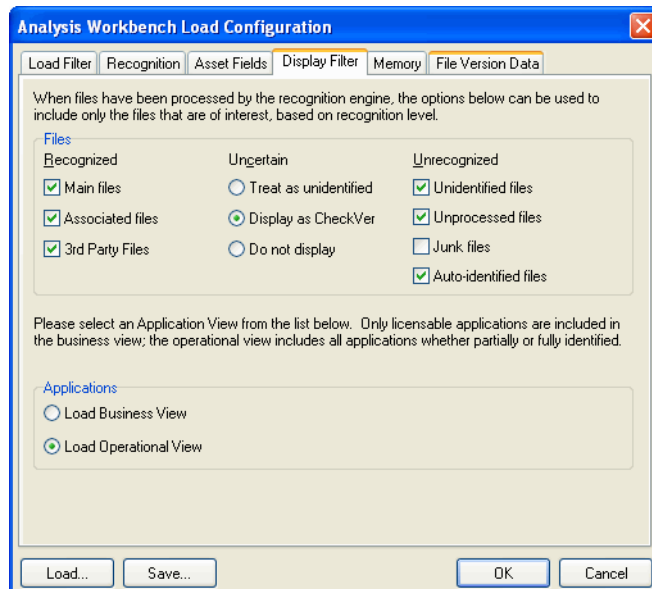 Analysis Workbench Load Configuration
Load Filter Recognition Asset Fields Display Filter Memory File Version Data
When files have been processed by the recognition engine, the options below can be used to
include only the files that are of interest, based on recognition level.
Files
Recognized Uncertain Unrecognized
Main files Treat as unidentified Unidentified files
Associated files Display as CheckVer Unprocessed files
3rd Party Files Do not display Junk files
Auto-identified files
Please select an Application View from the list below. Only licensable applications are included in
the business view; the operational view includes all applications whether partially or fully identified.
Applications
Load Business View
Load Operational View
Load... Save... OK Cancel